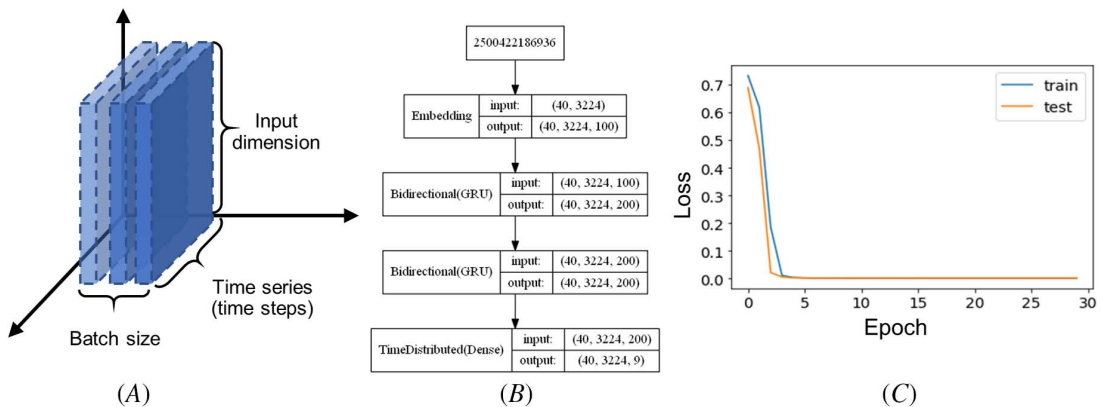 Input
dimension
Time series
(time steps)
Batch size
(A)
2500422186936
Embedding
input: (40, 3224)
output: (40, 3224, 100)
Bidirectional(GRU)
input: (40, 3224, 100)
output: (40, 3224, 200)
Bidirectional(GRU)
input: (40, 3224, 200)
output: (40, 3224, 200)
TimeDistributed(Dense)
input: (40, 3224, 200)
output: (40, 3224, 9)
(B)
train
test
0.7
0.6
0.5
0.4
0.3
0.2
0.1
0.0
Loss
0 5 10 15 20 25 30
Epoch
(C)